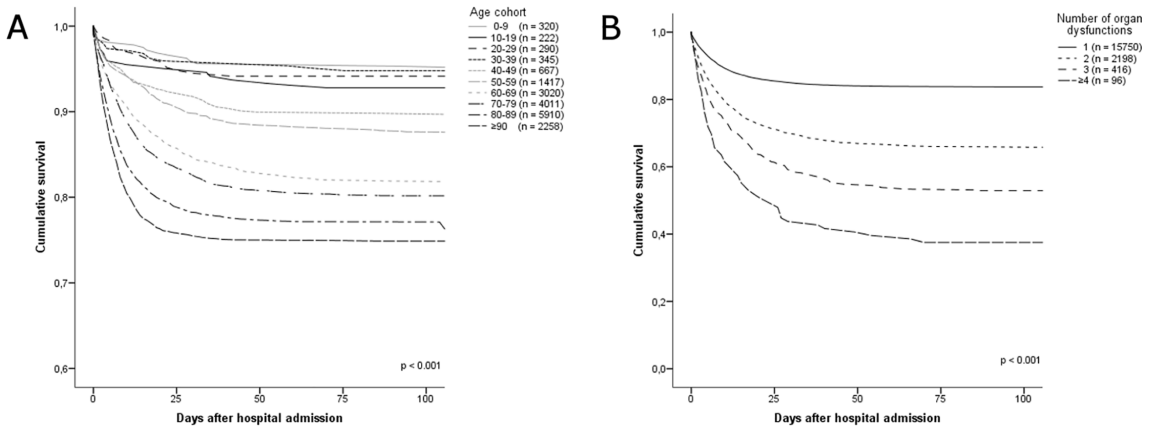 A
Age cohort
0-9 (n = 320)
10-19 (n = 222)
20-29 (n = 290)
30-39 (n = 345)
40-49 (n = 667)
50-59 (n = 1417)
60-69 (n = 3020)
70-79 (n = 4011)
80-89 (n = 5910)
≥90 (n = 2258)
1,0
0,9
0,8
0,7
0,6
Cumulative survival
p < 0.001
0 25 50 75 100
Days after hospital admission
B
Number of organ
dysfunctions
1 (n = 15750)
2 (n = 2198)
3 (n = 416)
≥4 (n = 96)
1,0
0,8
0,6
0,4
0,2
0,0
Cumulative survival
p < 0.001
0 25 50 75 100
Days after hospital admission